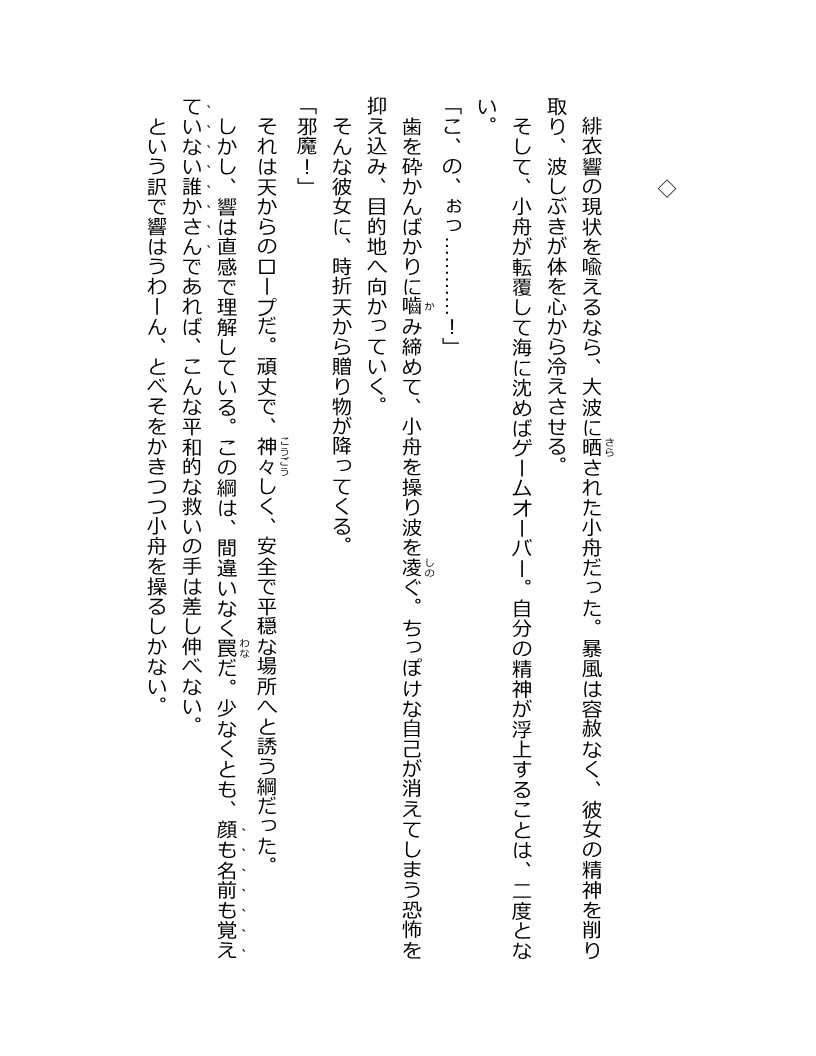 ◇
緋衣響の現状を喩えるなら、大波に晒された小舟だった。暴風は容赦なく、彼女の精神を削り
取り、波しぶきが体を心から冷えさせる。
そして、小舟が転覆して海に沈めばゲームオーバー。自分の精神が浮上することは、二度とな
い。
「こ、の、ぉっ…………！」
歯を砕かんばかりに嚙み締めて、小舟を操り波を凌ぐ。ちっぽけな自己が消えてしまう恐怖を
抑え込み、目的地へ向かっていく。
そんな彼女に、時折天から贈り物が降ってくる。
「邪魔！」
それは天からのロープだ。頑丈で、神々しく、安全で平穏な場所へと誘う綱だった。
しかし、響は直感で理解している。この綱は、間違いなく罠だ。少なくとも、顔も名前も覚え
ていない誰かさんであれば、こんな平和的な救いの手は差し伸べない。
という訳で響はうわーん、とべそをかきつつ小舟を操るしかない。